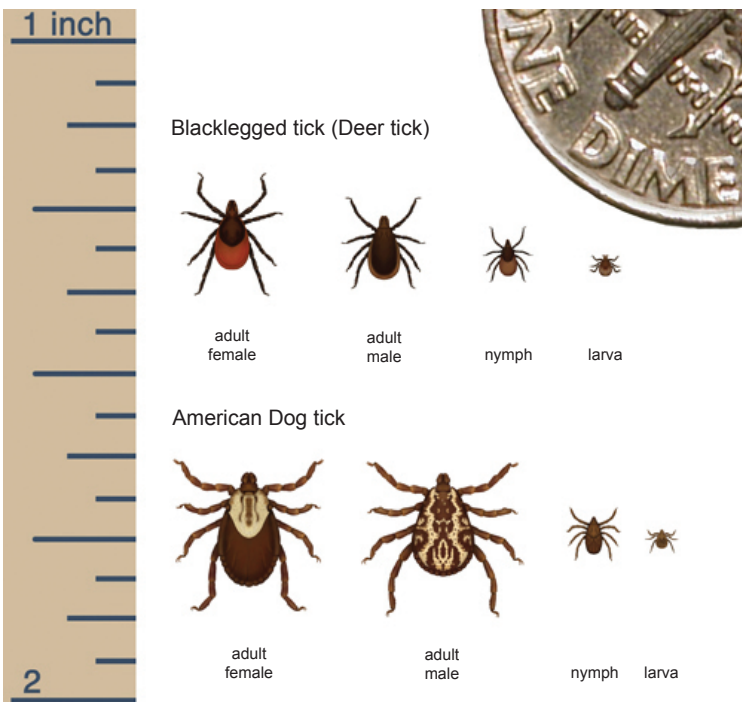 1 inch
ONE DIME
Blacklegged tick (Deer tick)
adult
female
adult
male
nymph
larva
American Dog tick
adult
female
adult
male
nymph
larva
2